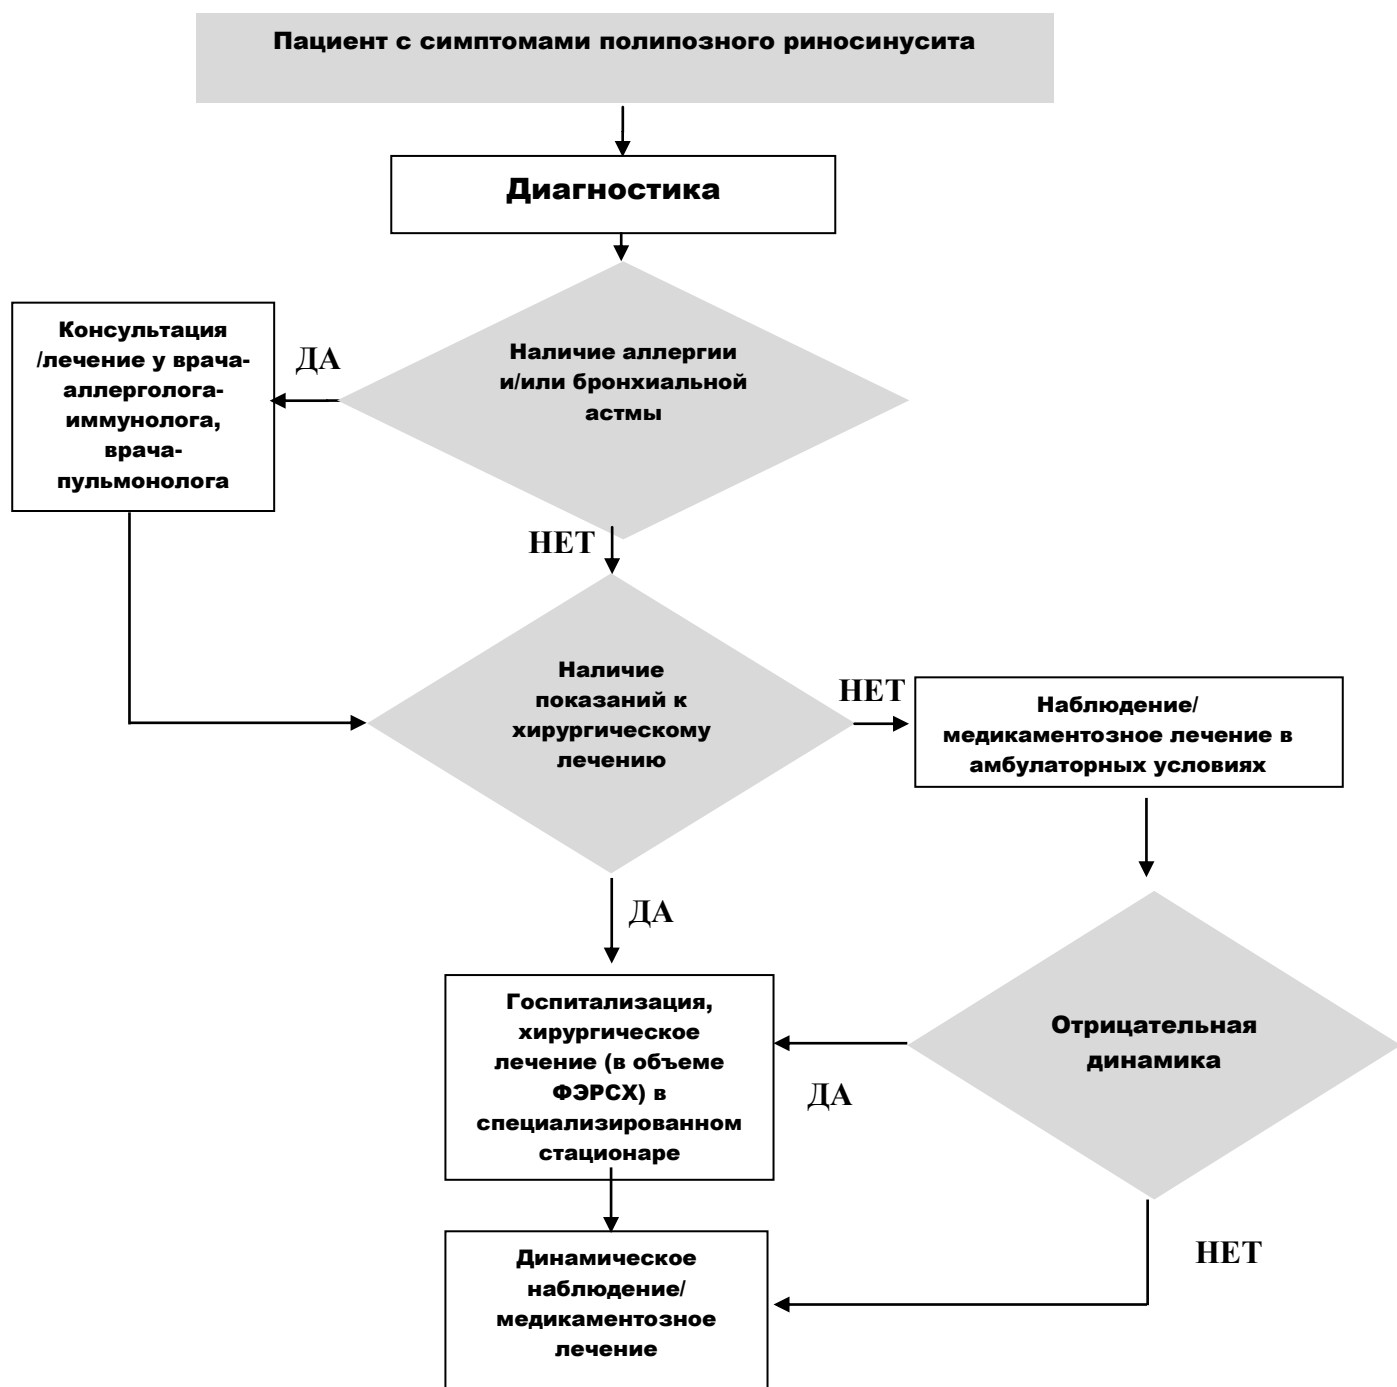 Пациент с симптомами полипозного риносинусита
Диагностика
Консультация
/лечение у врача-
аллерголога-
иммунолога,
врача-
пульмонолога
ДА
Наличие аллергии
и/или бронхиальной
астмы
НЕТ
Наличие
показаний к
хирургическому
лечению
НЕТ
Наблюдение/
медикаментозное лечение в
амбулаторных условиях
ДА
Госпитализация,
хирургическое
лечение (в объеме
ФЭРСХ) в
специализированном
стационаре
ДА
Отрицательная
динамика
НЕТ
Динамическое
наблюдение/
медикаментозное
лечение